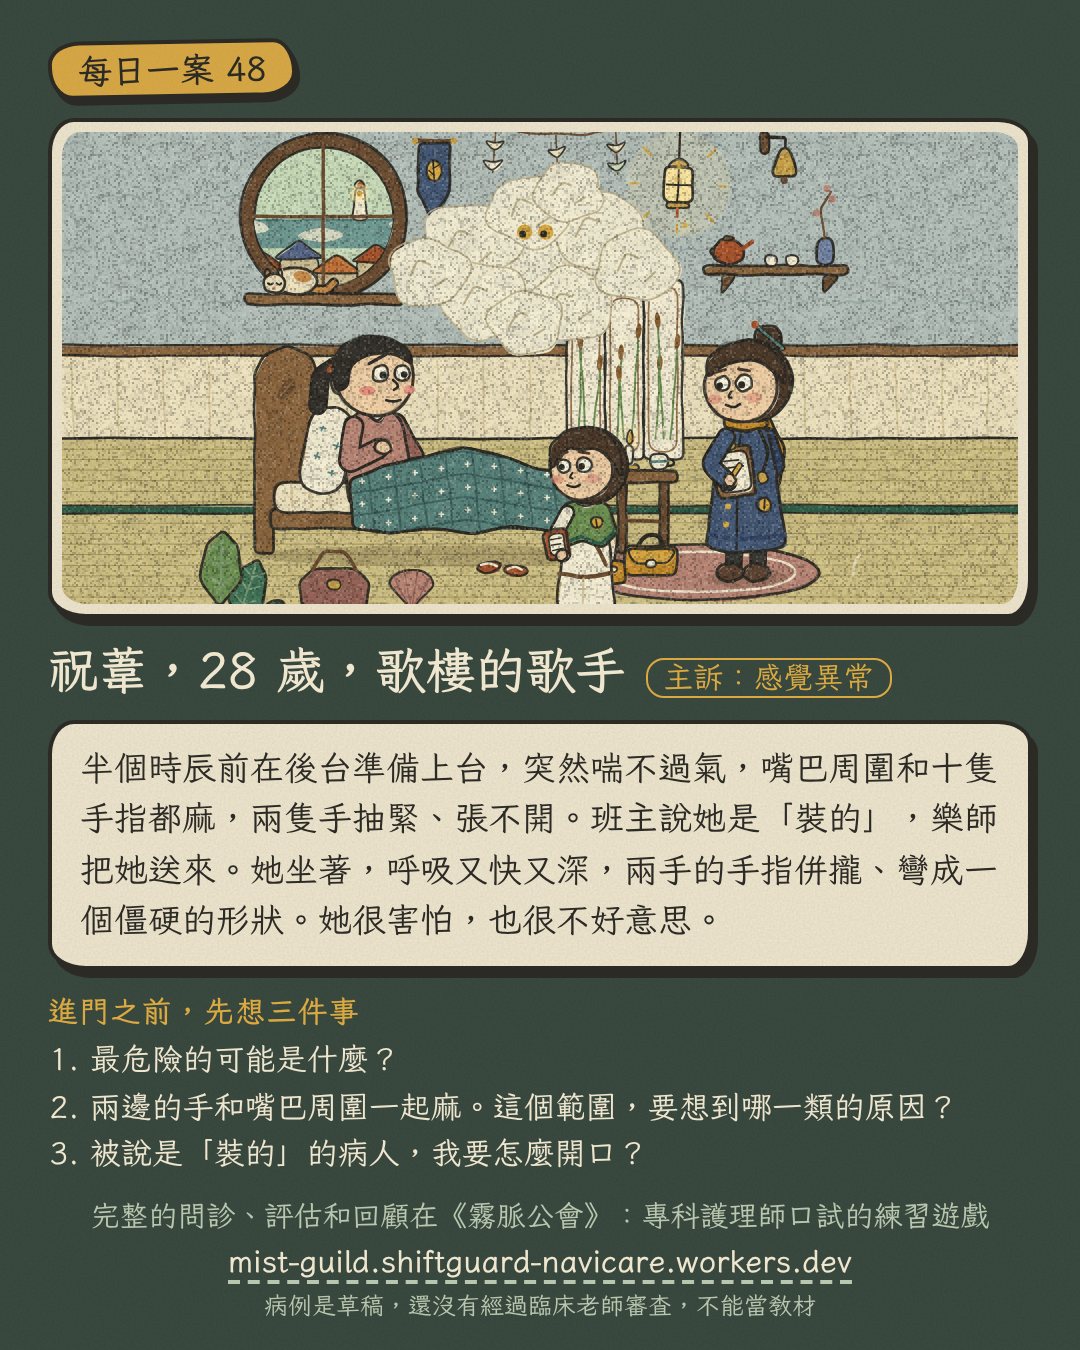 每日一案 48
祝葦，28 歲，歌樓的歌手
主訴：感覺異常
半個時辰前在後台準備上台，突然喘不過氣，嘴巴周圍和十隻
手指都麻，兩隻手抽緊、張不開。班主說她是「裝的」，樂師
把她送來。她坐著，呼吸又快又深，兩手的手指併攏、彎成一
個僵硬的形狀。她很害怕，也很不好意思。
進門之前，先想三件事
1. 最危險的可能是什麼？
2. 兩邊的手和嘴巴周圍一起麻。這個範圍，要想到哪一類的原因？
3. 被說是「裝的」的病人，我要怎麼開口？
完整的問診、評估和回顧在《霧脈公會》：專科護理師口試的練習遊戲
mist-guild.shiftguard-navicare.workers.dev
病例是草稿，還沒有經過臨床老師審查，不能當教材